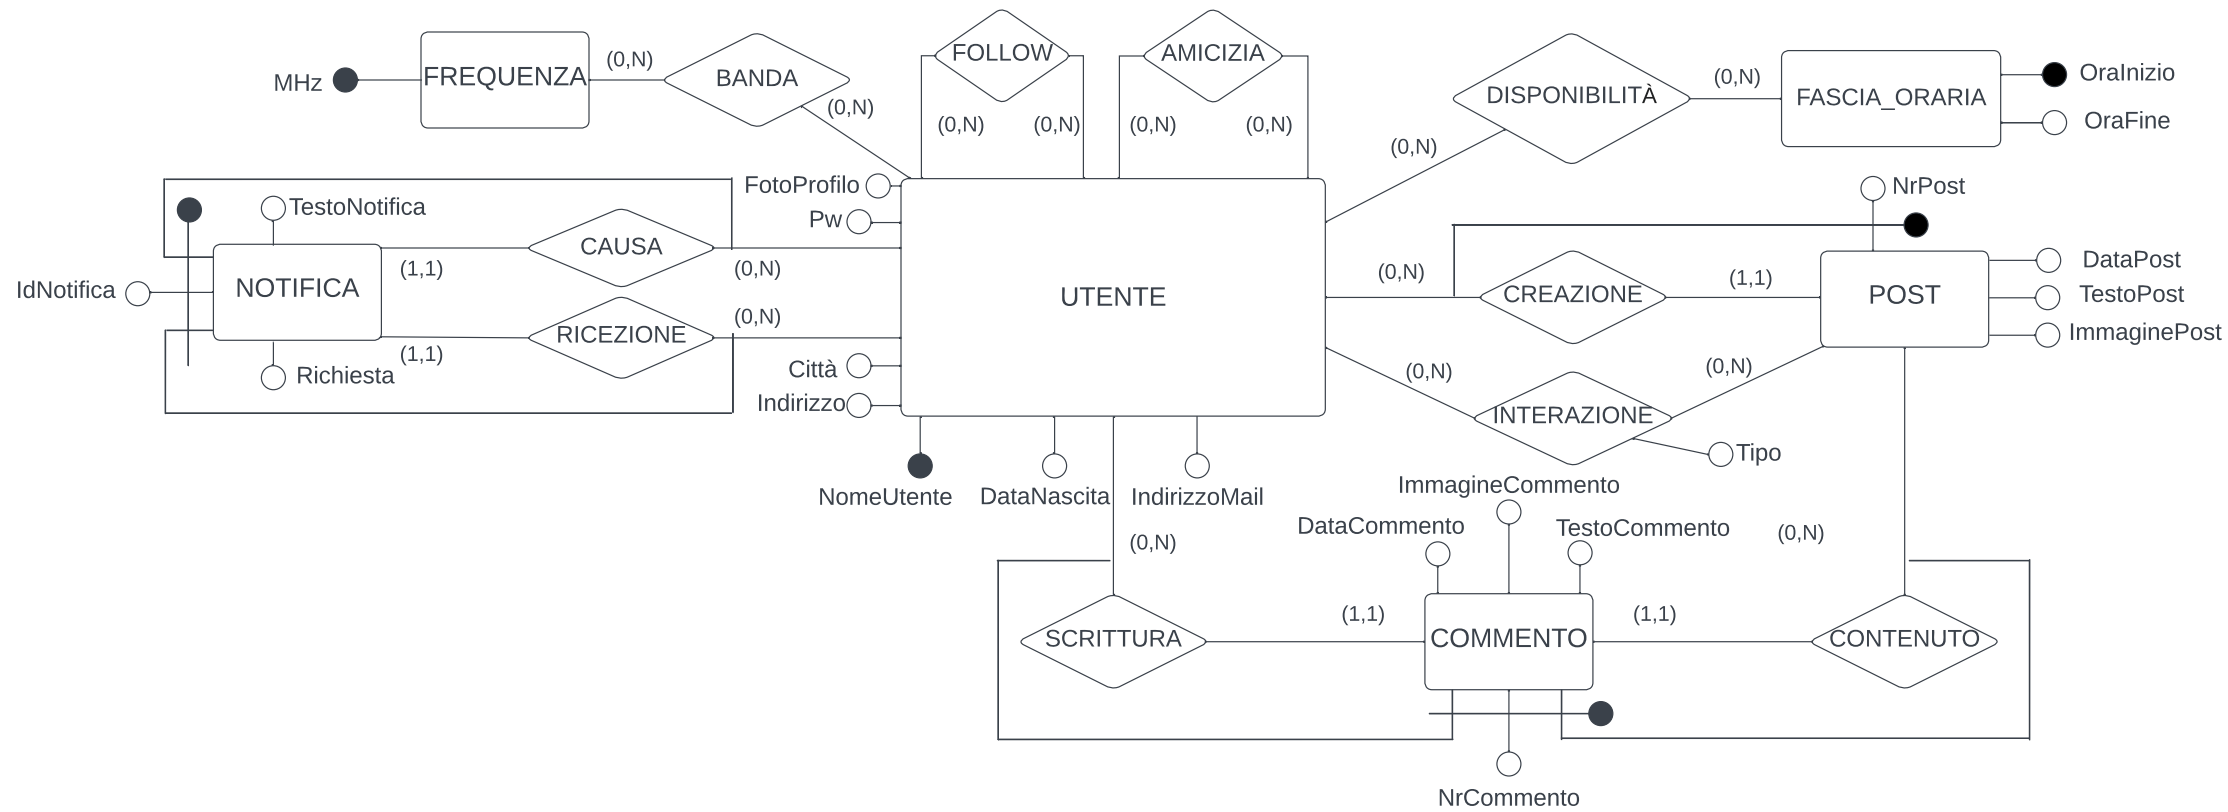 MHz
FREQUENZA
(0,N)
BANDA
(0,N)
FOLLOW
(0,N)
(0,N)
AMICIZIA
(0,N)
(0,N)
DISPONIBILITÀ
(0,N)
(0,N)
FASCIA_ORARIA
OraInizio
OraFine
FotoProfilo
Pw
TestoNotifica
IdNotifica
NOTIFICA
Richiesta
(1,1)
CAUSA
(0,N)
(1,1)
RICEZIONE
(0,N)
UTENTE
Città
Indirizzo
NomeUtente
DataNascita
IndirizzoMail
(0,N)
CREAZIONE
(1,1)
NrPost
POST
DataPost
TestoPost
ImmaginePost
(0,N)
INTERAZIONE
(0,N)
Tipo
ImmagineCommento
DataCommento
TestoCommento
(0,N)
(0,N)
SCRITTURA
(1,1)
COMMENTO
(1,1)
CONTENUTO
NrCommento